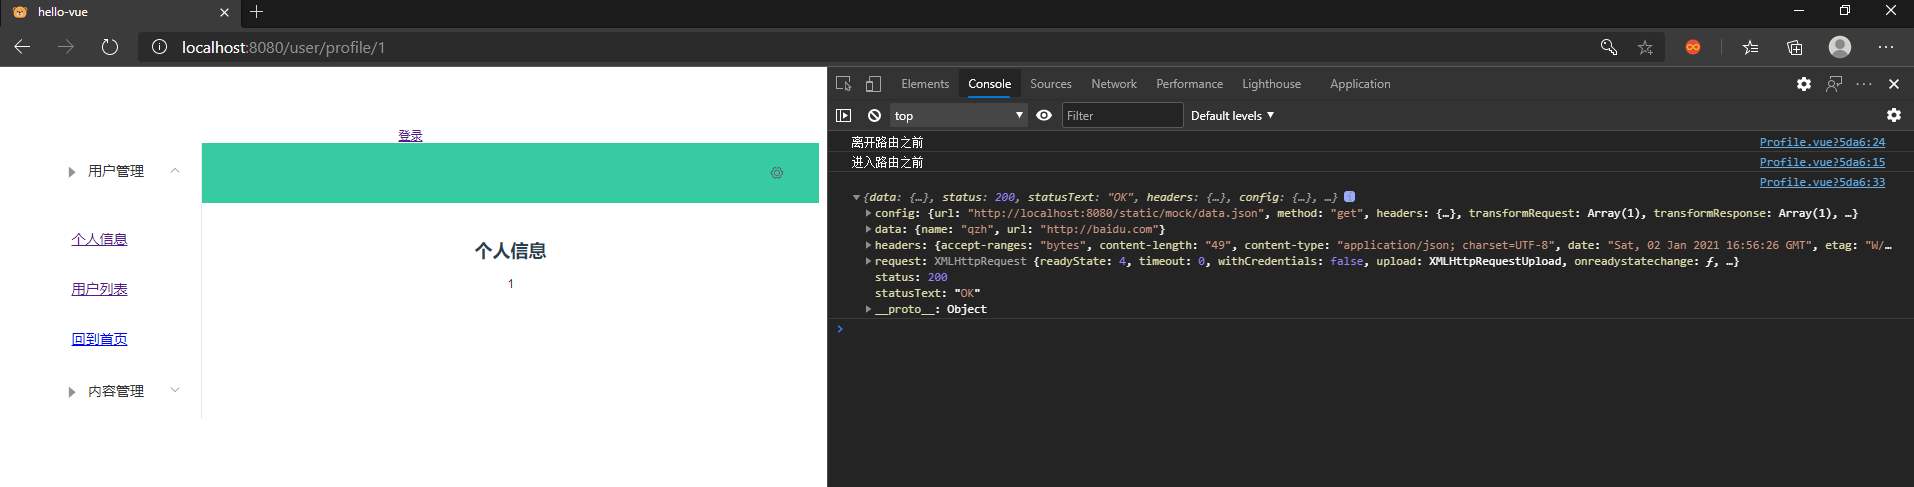 hello-vue
localhost:8080/user/profile/1
登录
用户管理
个人信息
用户列表
回到首页
内容管理
个人信息
1
Elements Console Sources Network Performance Lighthouse Application
top Filter Default levels
离开路由之前 Profile.vue?5da6:24
进入路由之前 Profile.vue?5da6:15
Profile.vue?5da6:33
{data: {…}, status: 200, statusText: "OK", headers: {…}, config: {…}, …}
config: {url: "http://localhost:8080/static/mock/data.json", method: "get", headers: {…}, transformRequest: Array(1), transformResponse: Array(1), …}
data: {name: "qzh", url: "http://baidu.com"}
headers: {accept-ranges: "bytes", content-length: "49", content-type: "application/json; charset=UTF-8", date: "Sat, 02 Jan 2021 16:56:26 GMT", etag: "W/…
request: XMLHttpRequest {readyState: 4, timeout: 0, withCredentials: false, upload: XMLHttpRequestUpload, onreadystatechange: ƒ, …}
status: 200
statusText: "OK"
__proto__: Object